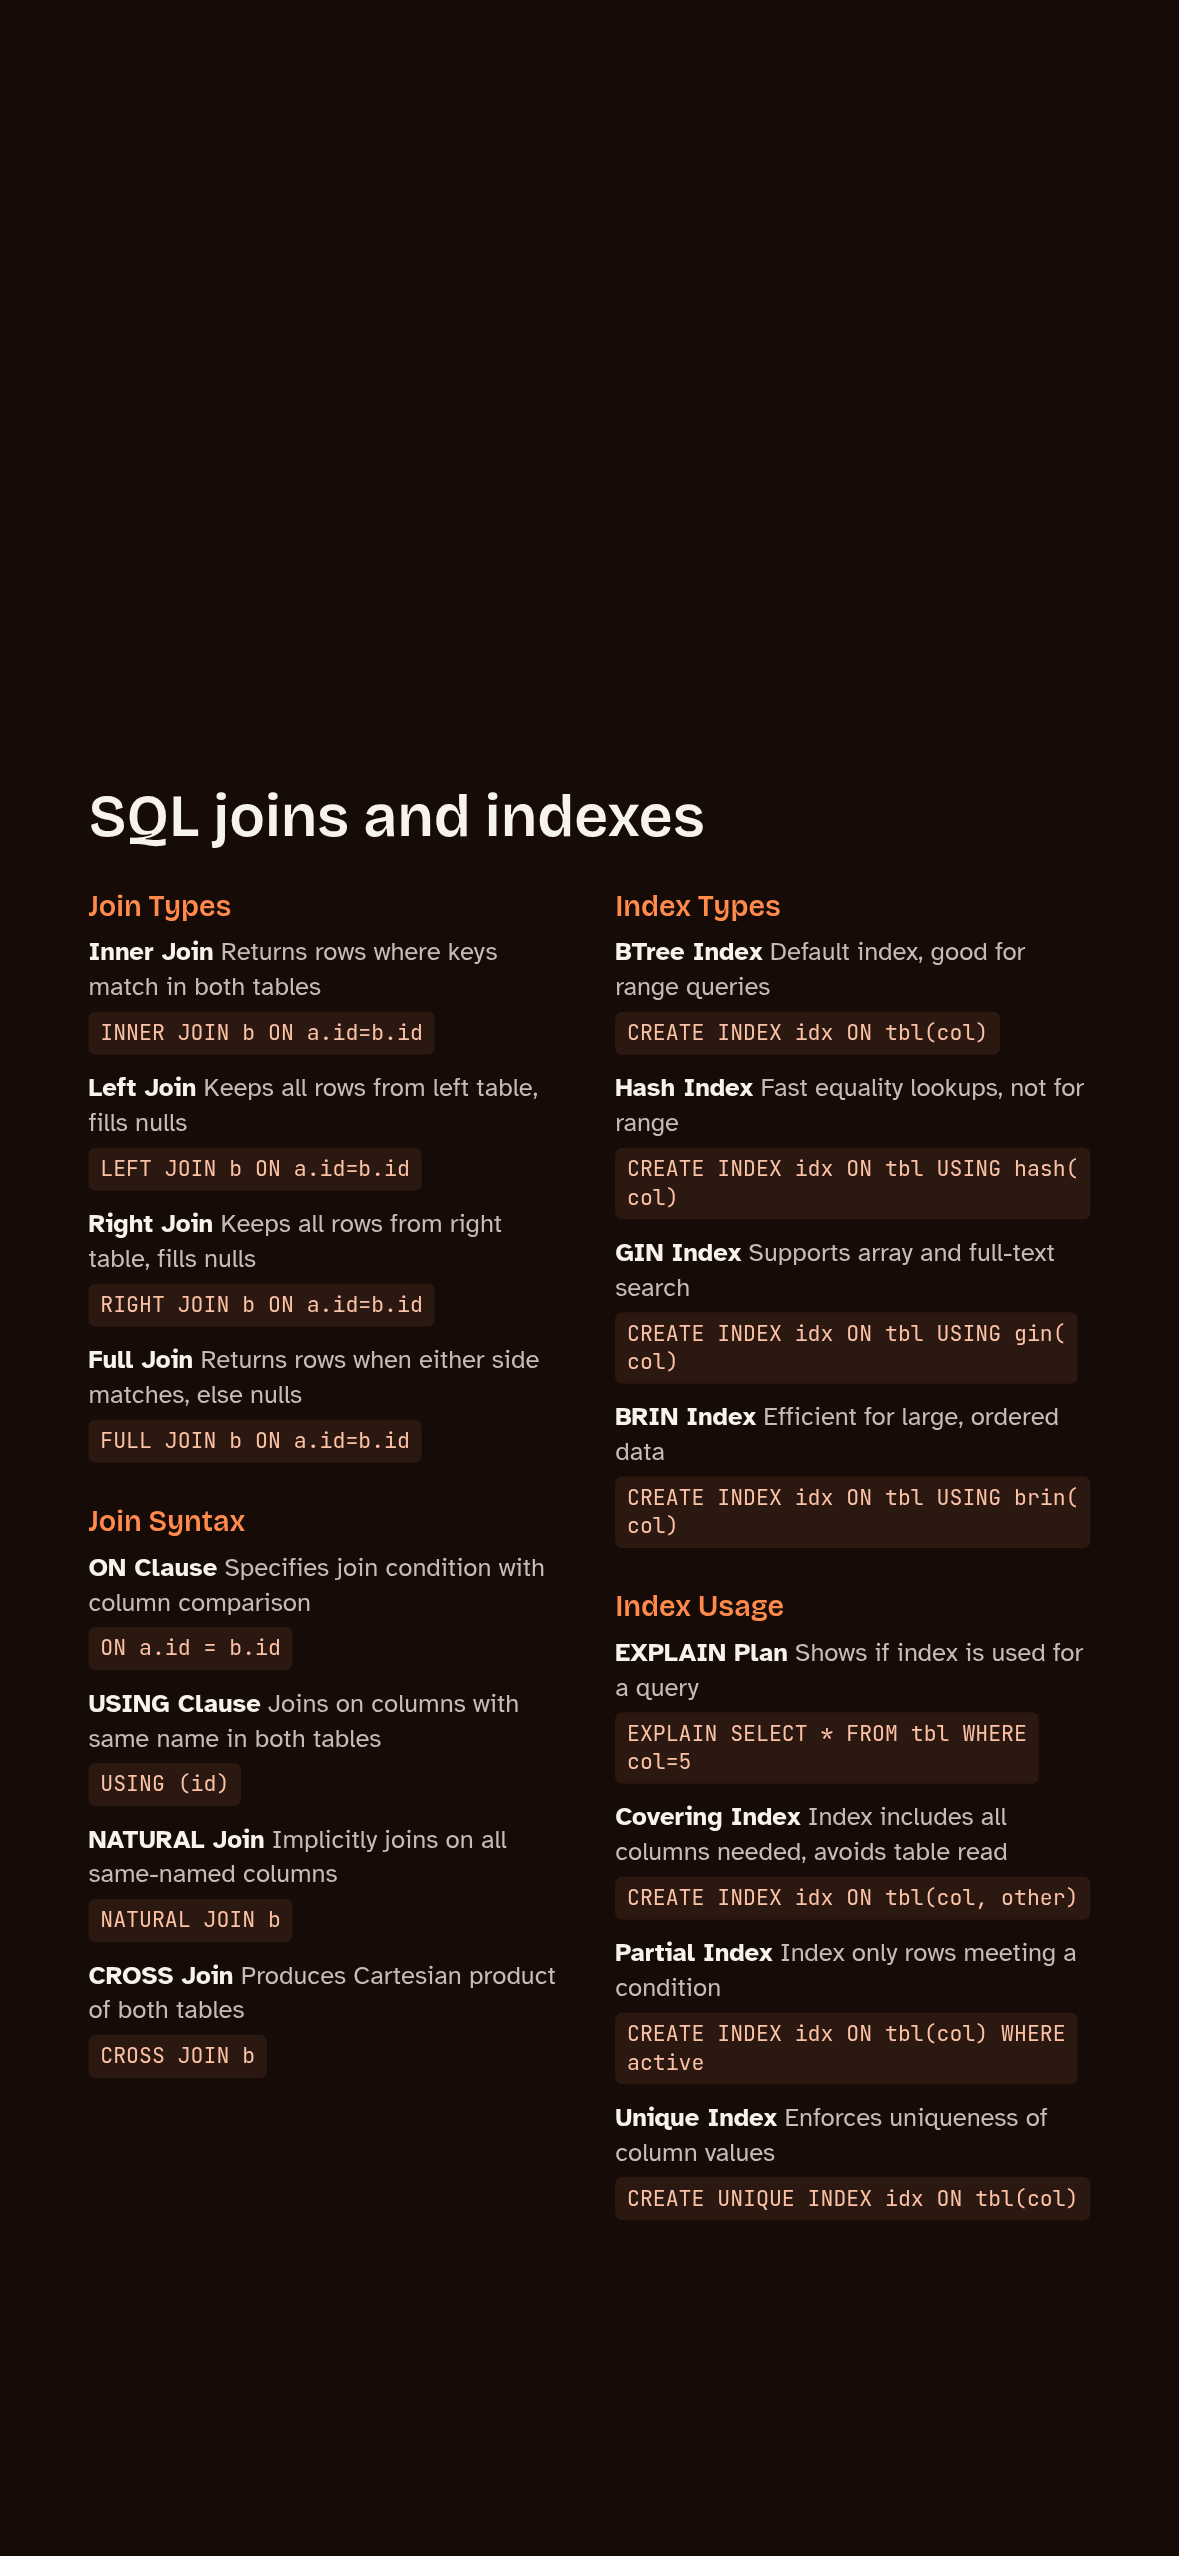 SQL joins and indexes
Join Types
Inner Join Returns rows where keys
match in both tables
INNER JOIN b ON a.id=b.id
Left Join Keeps all rows from left table,
fills nulls
LEFT JOIN b ON a.id=b.id
Right Join Keeps all rows from right
table, fills nulls
RIGHT JOIN b ON a.id=b.id
Full Join Returns rows when either side
matches, else nulls
FULL JOIN b ON a.id=b.id
Join Syntax
ON Clause Specifies join condition with
column comparison
ON a.id = b.id
USING Clause Joins on columns with
same name in both tables
USING (id)
NATURAL Join Implicitly joins on all
same-named columns
NATURAL JOIN b
CROSS Join Produces Cartesian product
of both tables
CROSS JOIN b
Index Types
BTree Index Default index, good for
range queries
CREATE INDEX idx ON tbl(col)
Hash Index Fast equality lookups, not for
range
CREATE INDEX idx ON tbl USING hash(
col)
GIN Index Supports array and full-text
search
CREATE INDEX idx ON tbl USING gin(
col)
BRIN Index Efficient for large, ordered
data
CREATE INDEX idx ON tbl USING brin(
col)
Index Usage
EXPLAIN Plan Shows if index is used for
a query
EXPLAIN SELECT * FROM tbl WHERE
col=5
Covering Index Index includes all
columns needed, avoids table read
CREATE INDEX idx ON tbl(col, other)
Partial Index Index only rows meeting a
condition
CREATE INDEX idx ON tbl(col) WHERE
active
Unique Index Enforces uniqueness of
column values
CREATE UNIQUE INDEX idx ON tbl(col)